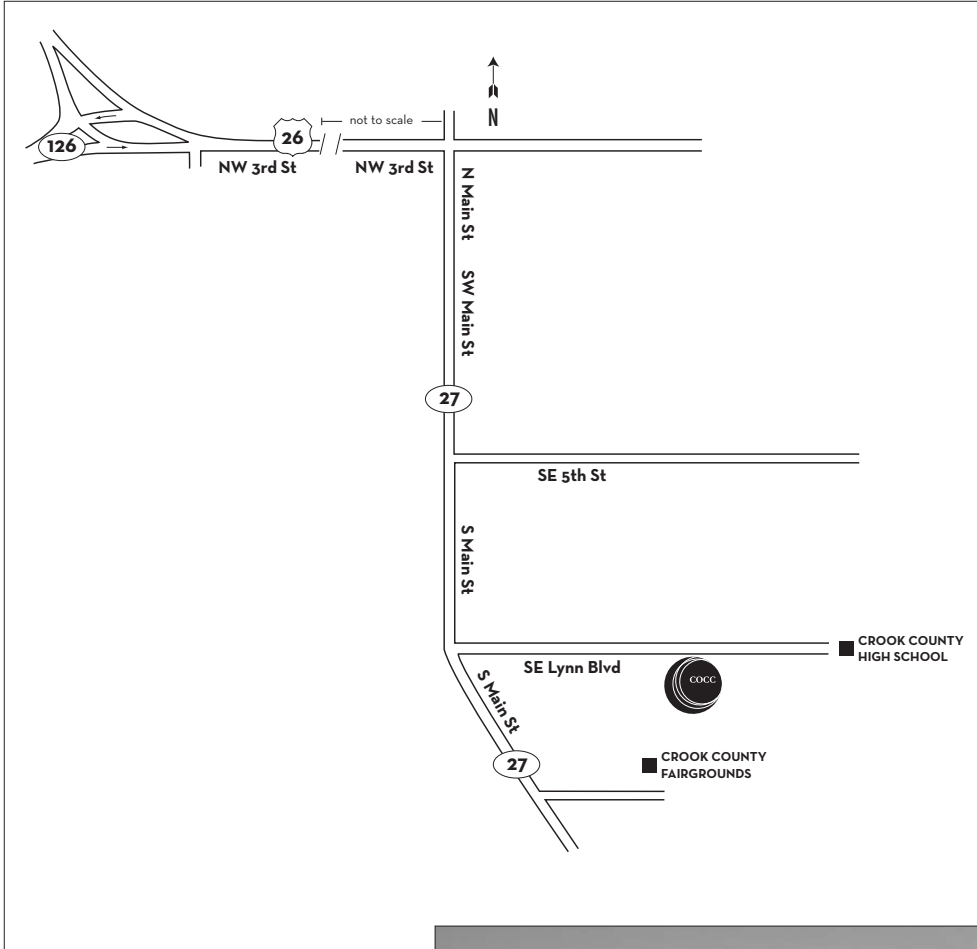 not to scale
N
26
126
NW 3rd St
NW 3rd St
N Main St
SW Main St
27
SE 5th St
S Main St
CROOK COUNTY
HIGH SCHOOL
SE Lynn Blvd
COCC
S Main St
27
CROOK COUNTY
FAIRGROUNDS